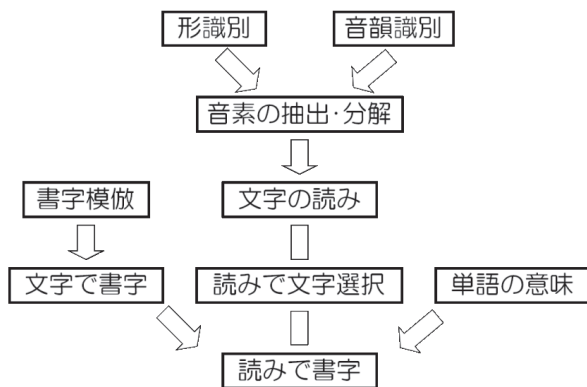 形識別
音韻識別
音素の抽出・分解
書字模倣
文字の読み
文字で書字
読みで文字選択
単語の意味
読みで書字